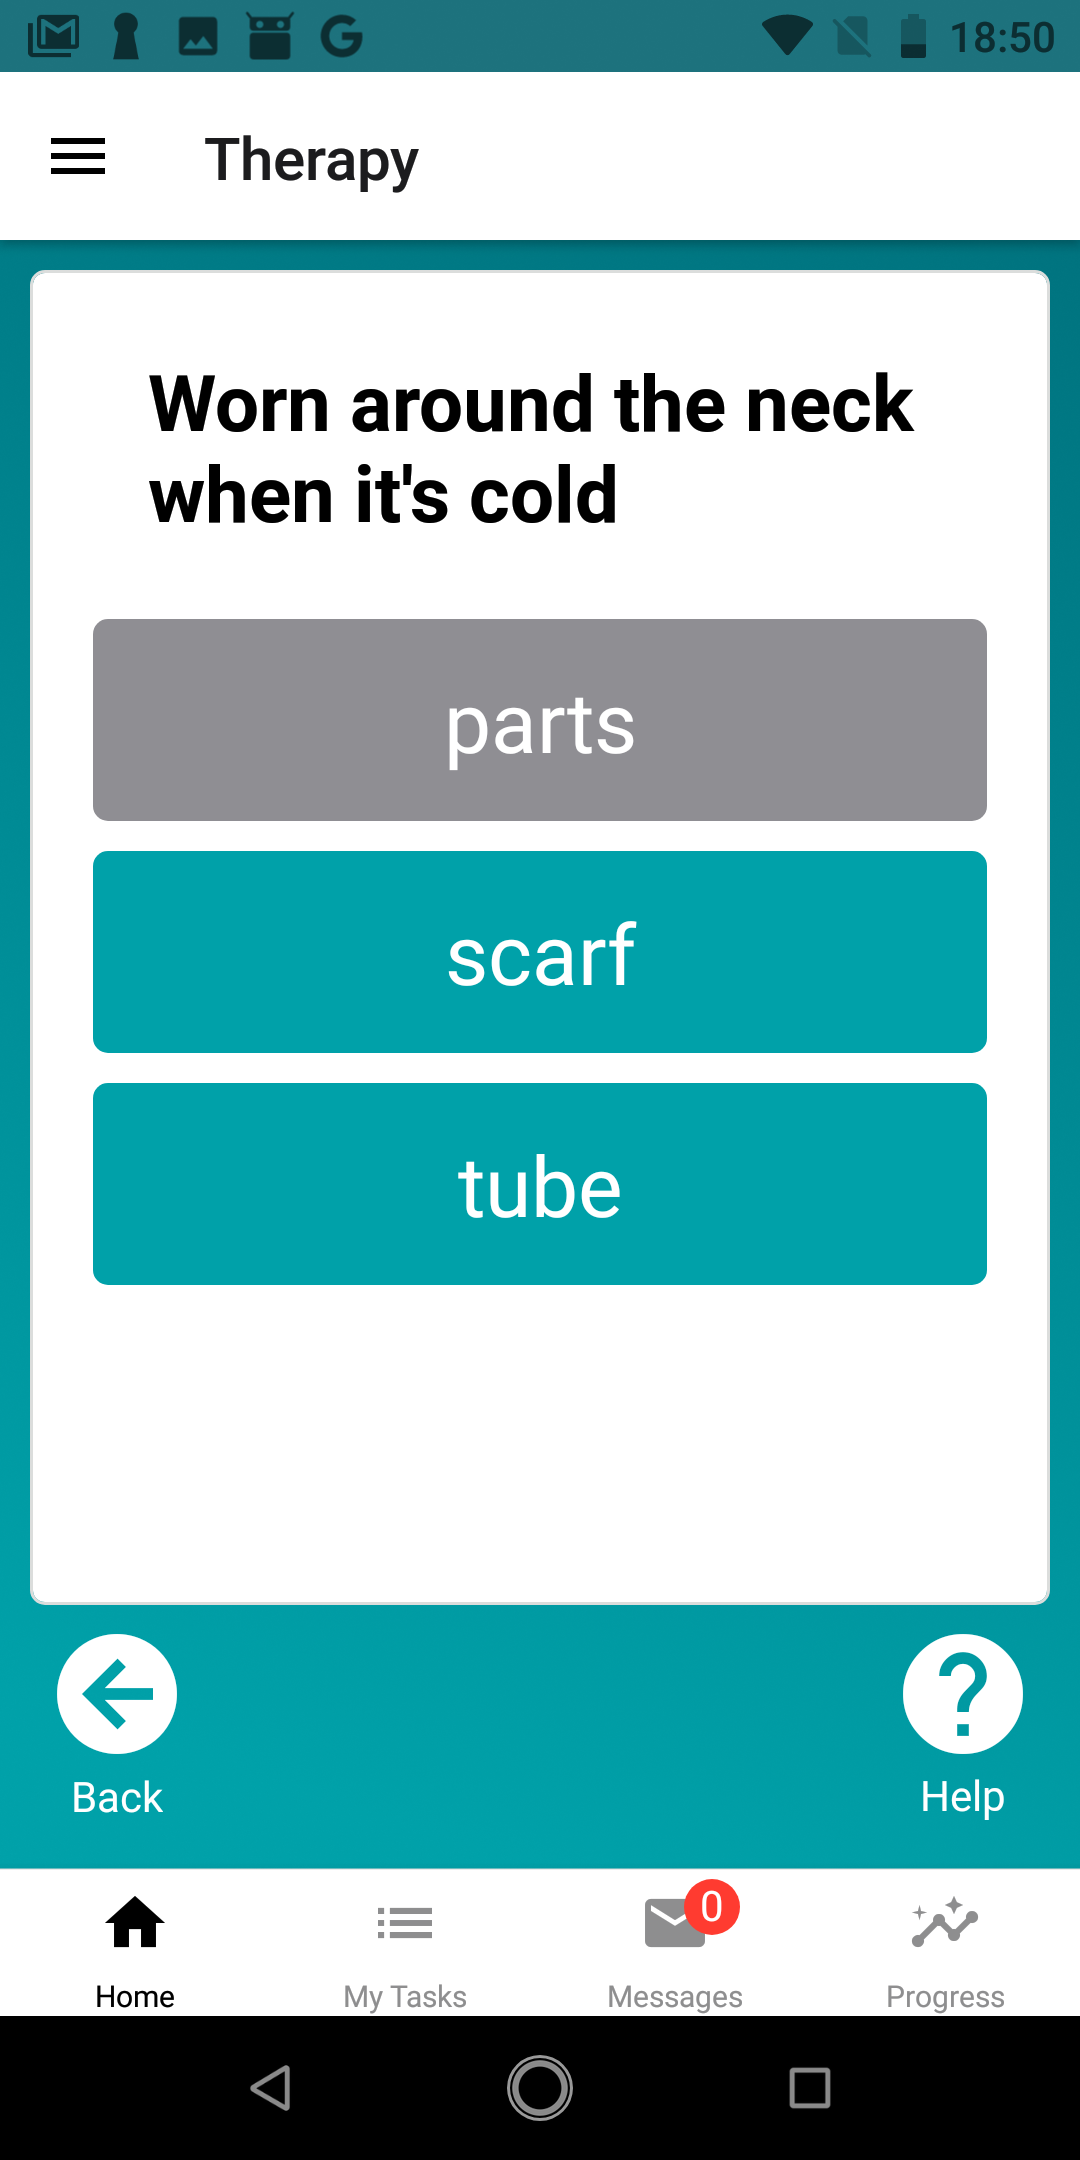 18:50
Therapy
Worn around the neck
when it's cold
parts
scarf
tube
Back
Help
0
Home
My Tasks
Messages
Progress